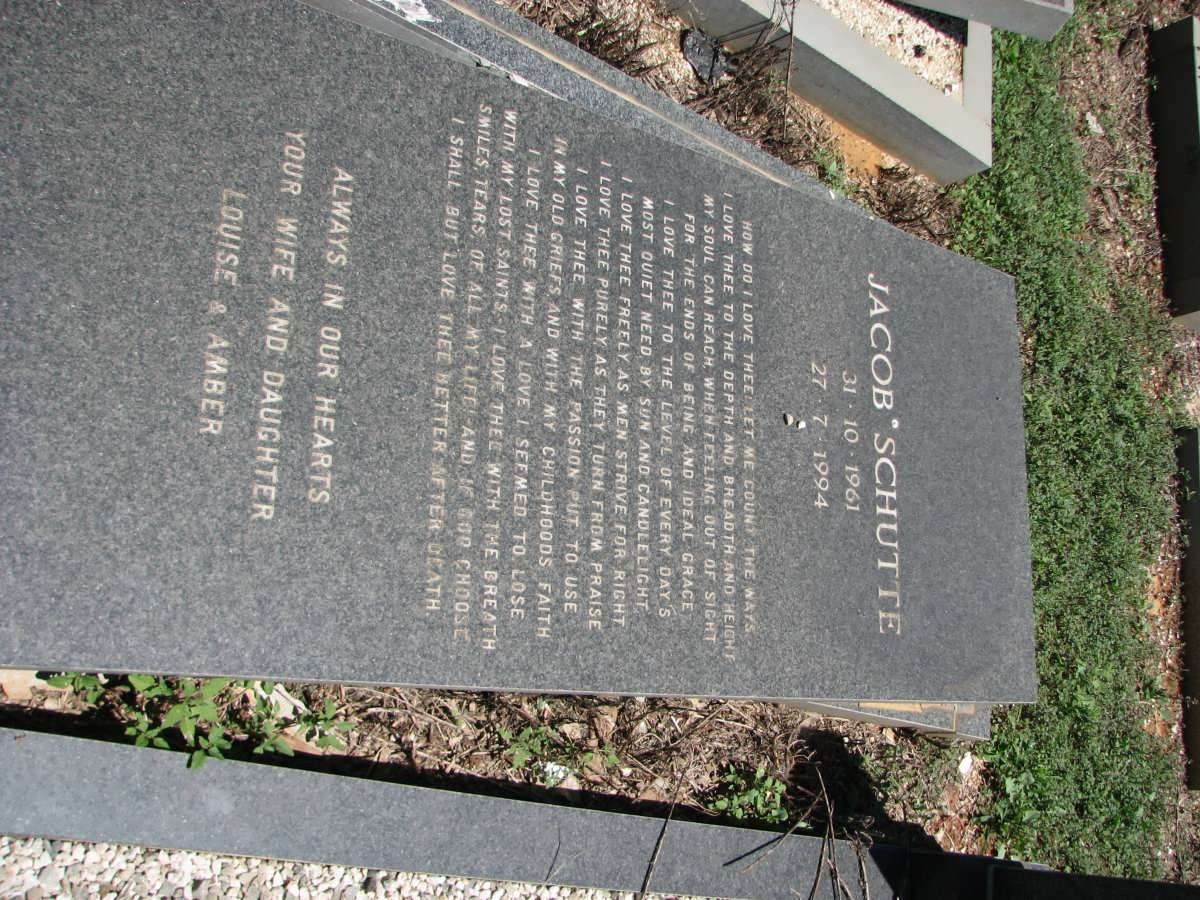 JACOB SCHUTTE
31 · 10 · 1961
27 · 7 · 1994
HOW DO I LOVE THEE LET ME COUNT THE WAYS
I LOVE THEE TO THE DEPTH AND BREADTH AND HEIGHT
MY SOUL CAN REACH, WHEN FEELING OUT OF SIGHT
FOR THE ENDS OF BEING AND IDEAL GRACE
I LOVE THEE TO THE LEVEL OF EVERY DAY'S
MOST QUIET NEED, BY SUN AND CANDLELIGHT
I LOVE THEE FREELY AS MEN STRIVE FOR RIGHT
I LOVE THEE PURELY AS THEY TURN FROM PRAISE
I LOVE THEE WITH THE PASSION PUT TO USE
IN MY OLD GRIEFS AND WITH MY CHILDHOODS FAITH
I LOVE THEE WITH A LOVE I SEEMED TO LOSE
WITH MY LOST SAINTS, I LOVE THEE WITH THE BREATH
SMILES, TEARS, OF ALL MY LIFE! AND IF GOD CHOOSE
I SHALL BUT LOVE THEE BETTER AFTER DEATH
ALWAYS IN OUR HEARTS
YOUR WIFE AND DAUGHTER
LOUISE & AMBER